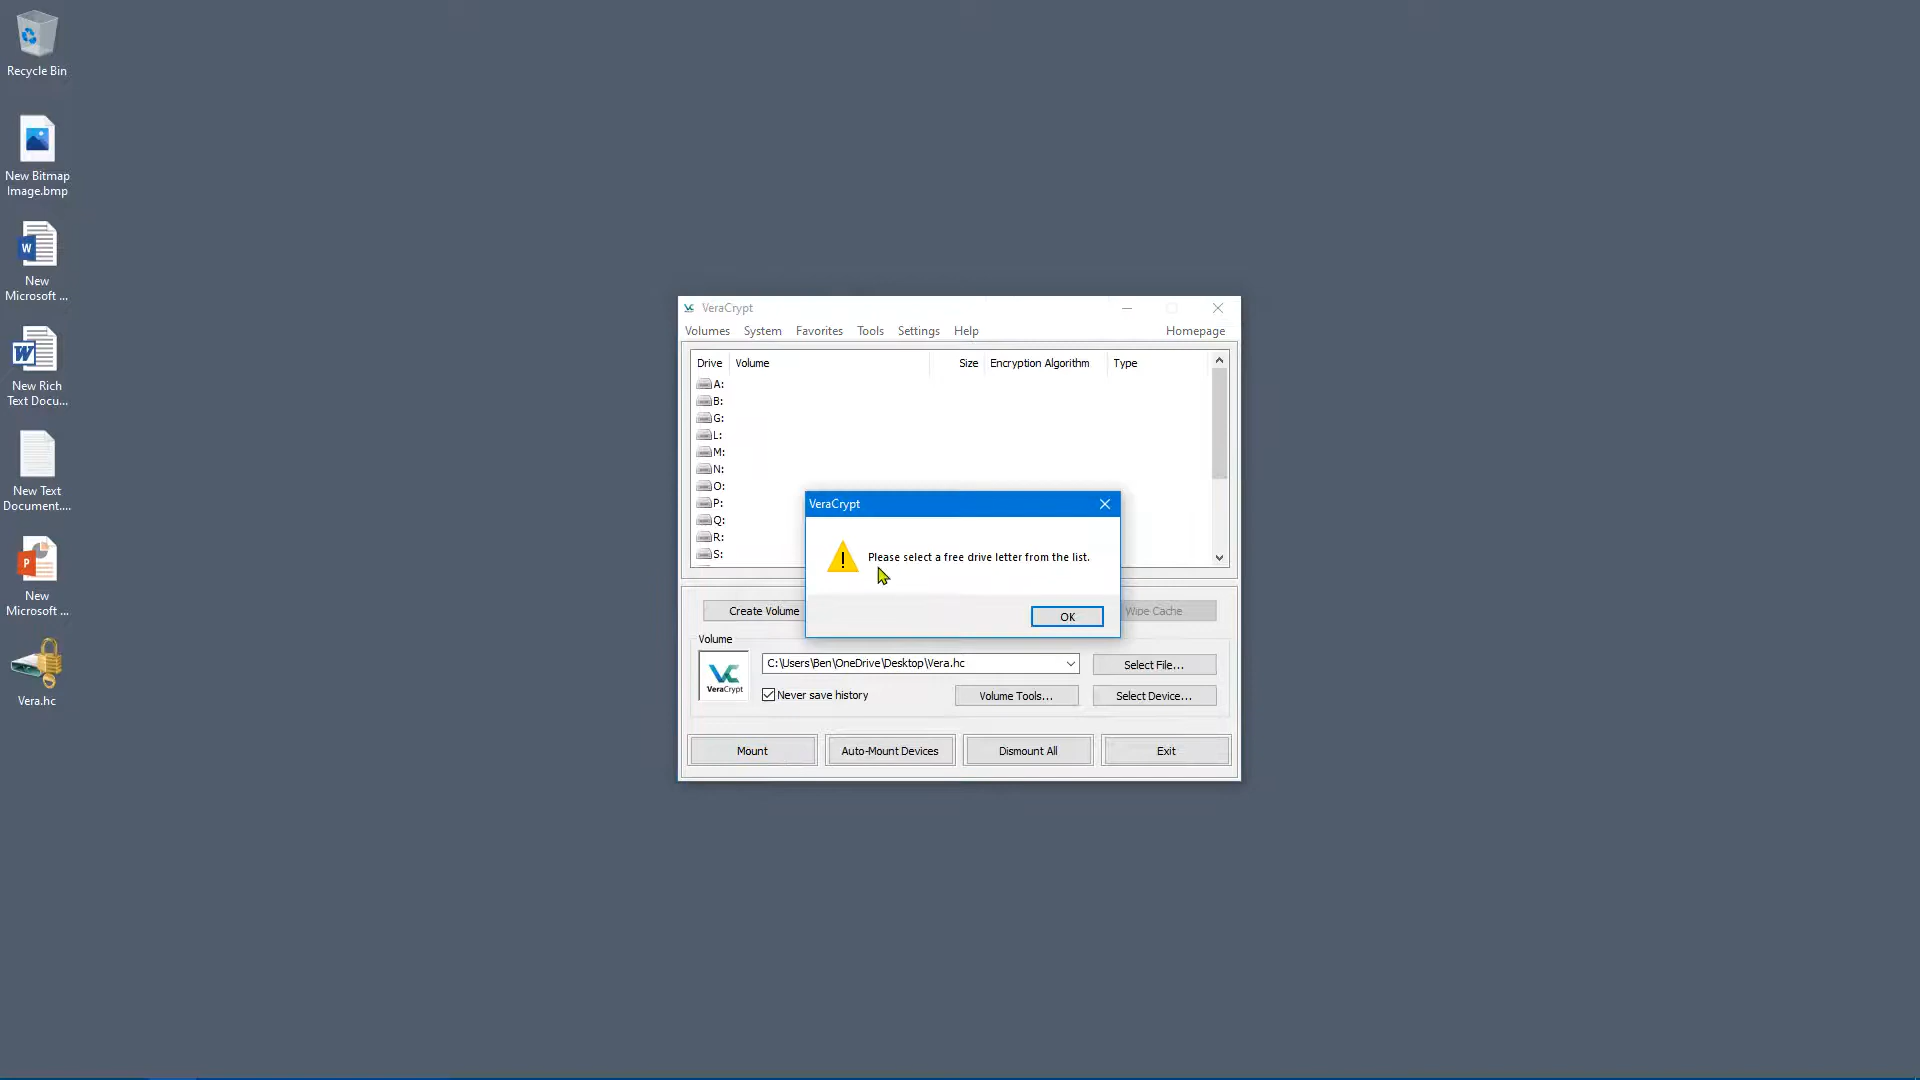 Recycle Bin
New Bitmap
Image.bmp
New
Microsoft ...
New Rich
Text Docu...
New Text
Document....
New
Microsoft ...
Vera.hc
VeraCrypt
Volumes System Favorites Tools Settings Help Homepage
Drive Volume Size Encryption Algorithm Type
A:
B:
G:
L:
M:
N:
O:
P:
Q:
R:
S:
VeraCrypt
Please select a free drive letter from the list.
OK
Create Volume Wipe Cache
Volume
C:\Users\Ben\OneDrive\Desktop\Vera.hc Select File...
VeraCrypt
Never save history Volume Tools... Select Device...
Mount Auto-Mount Devices Dismount All Exit